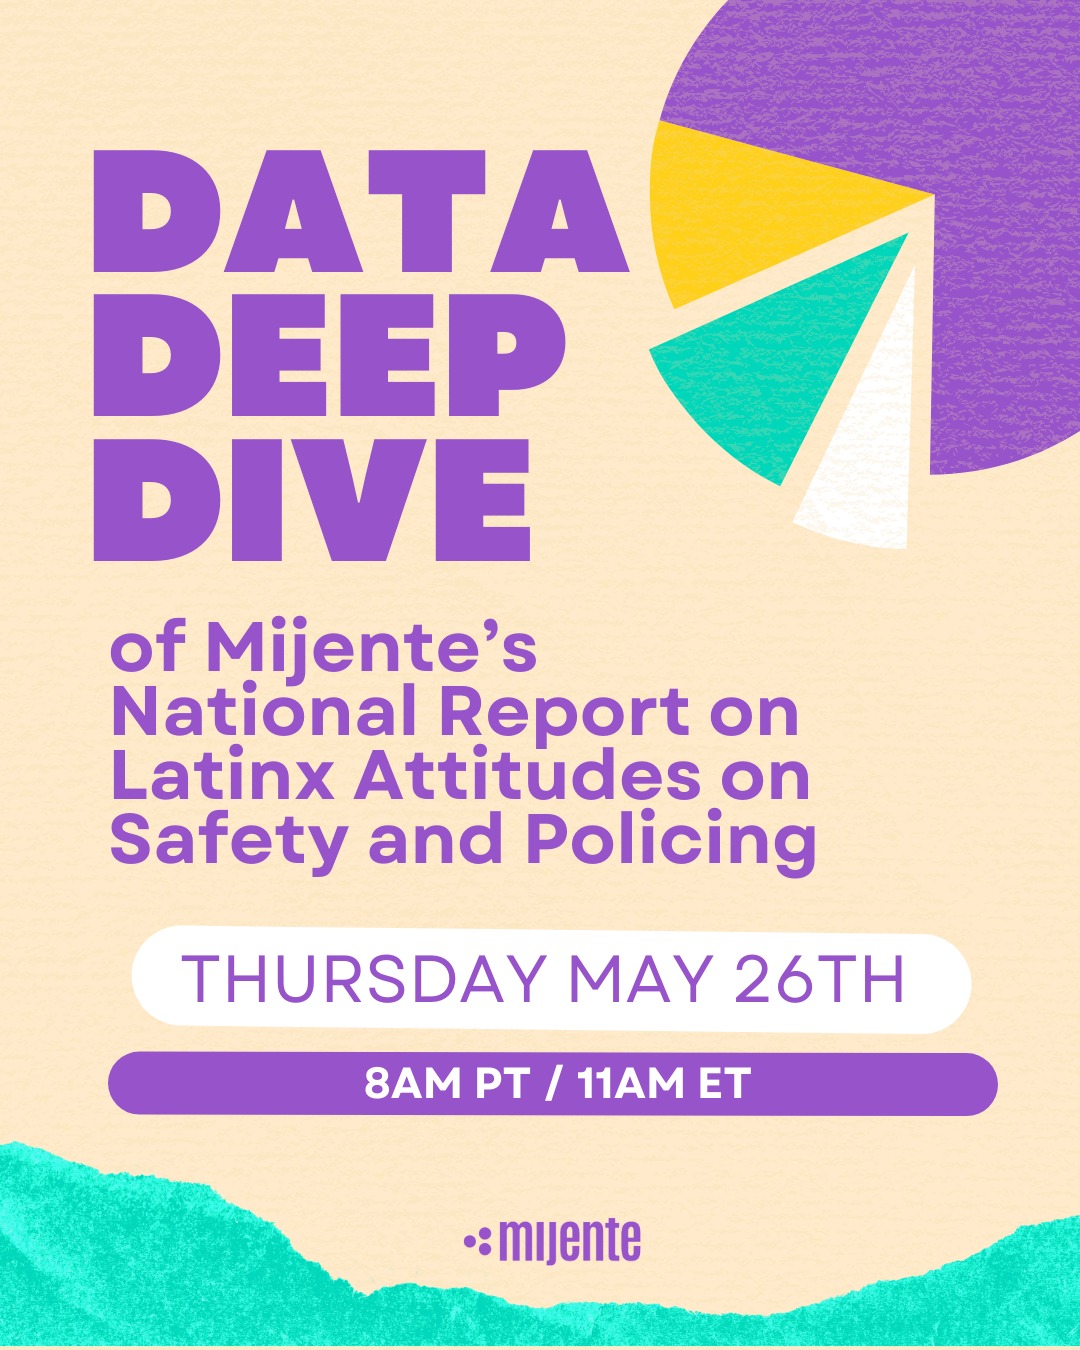 DATA
DEEP
DIVE
of Mijente’s
National Report on
Latinx Attitudes on
Safety and Policing
THURSDAY MAY 26TH
8AM PT / 11AM ET
mijente